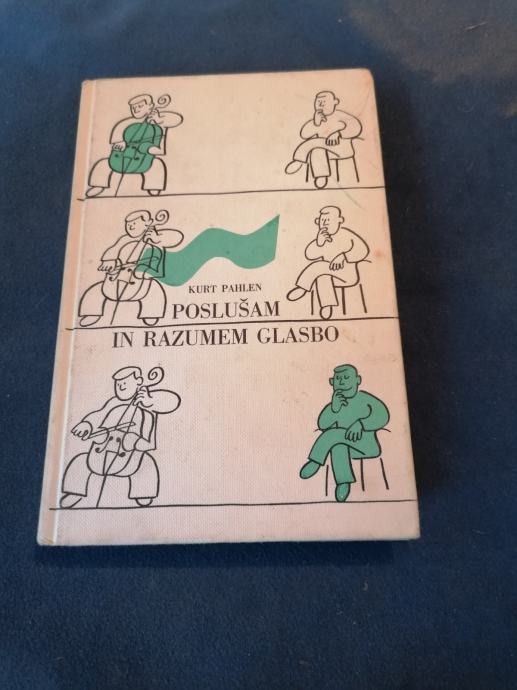 KURT PAHLEN
POSLUŠAM
IN RAZUMEM GLASBO